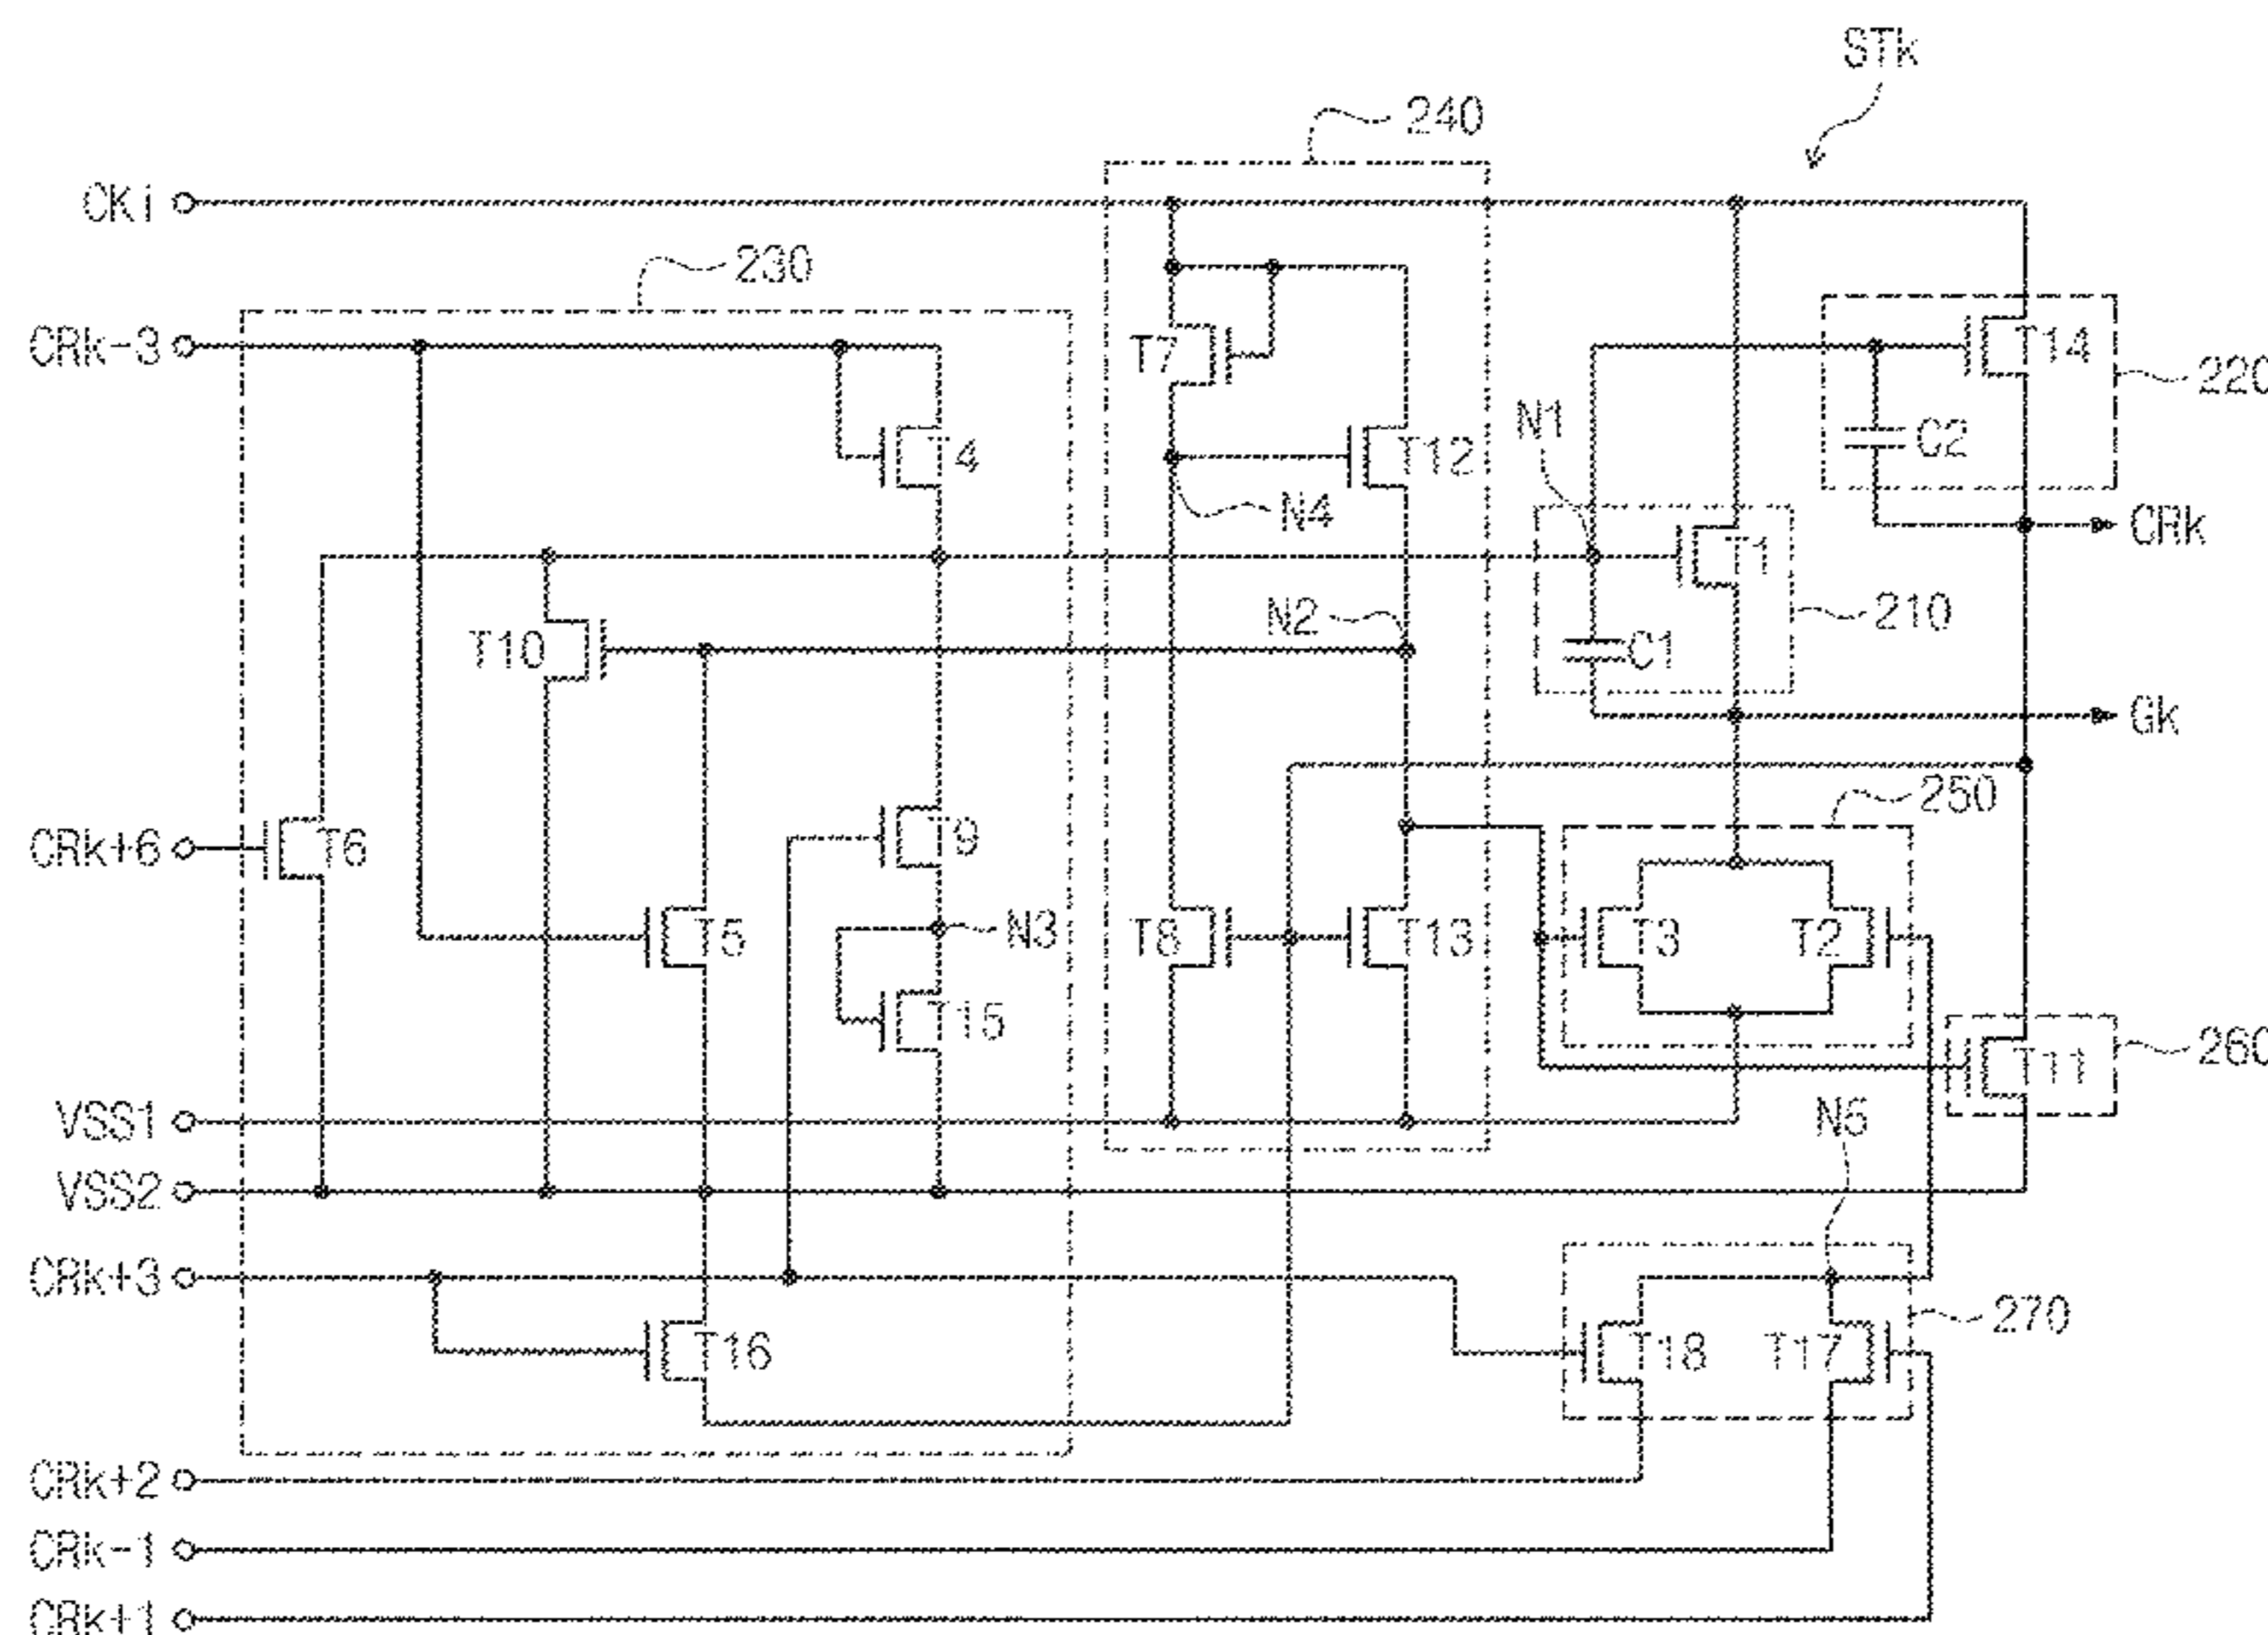 STk
240
CKi
230
CRk-3
T7
T14
220
T4
N1
T12
C2
N4
T1
CRk
N2
210
T10
C1
Gk
250
T9
CRk+6
T6
T5
N3
T8
T13
T3
T2
T15
260
T11
VSS1
N5
VSS2
CRk+3
270
T16
T18
T17
CRk+2
CRk-1
CRk+1